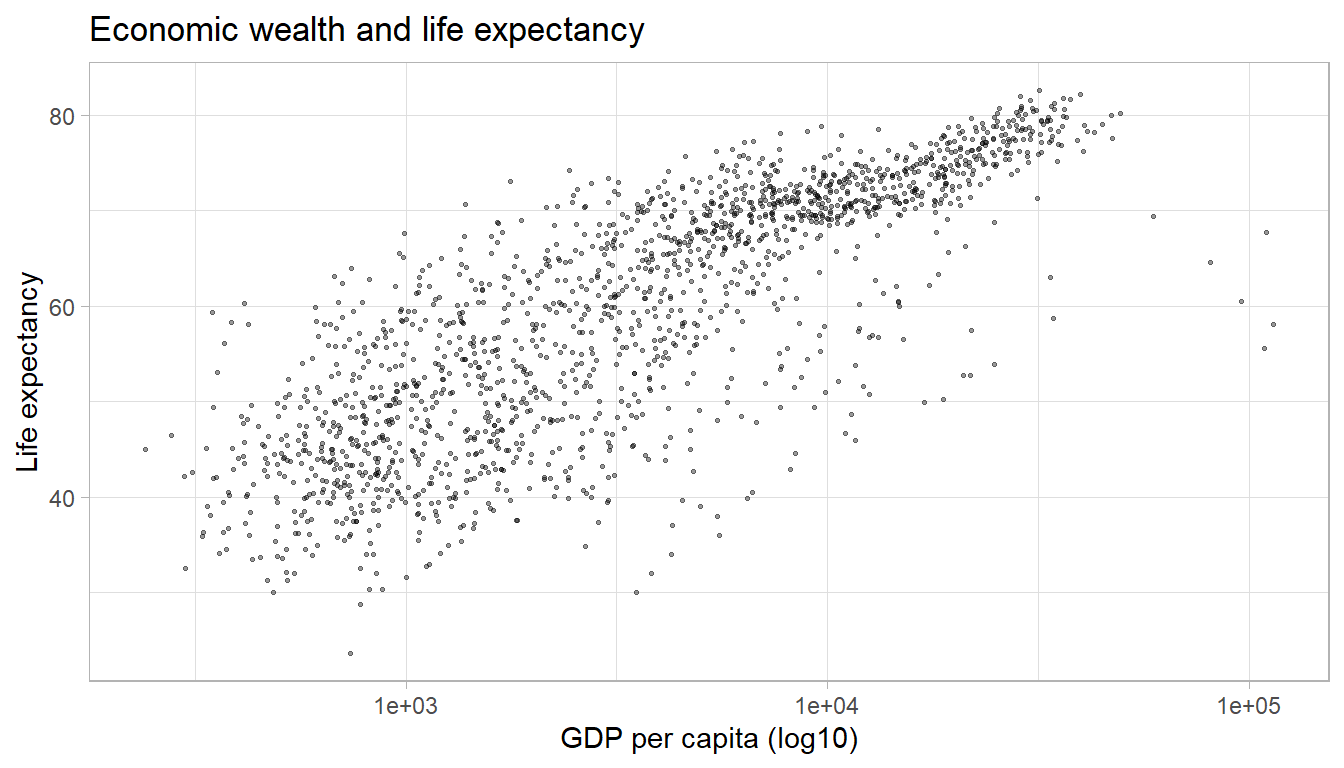 Economic wealth and life expectancy
Life expectancy
80
60
40
1e+03
1e+04
1e+05
GDP per capita (log10)